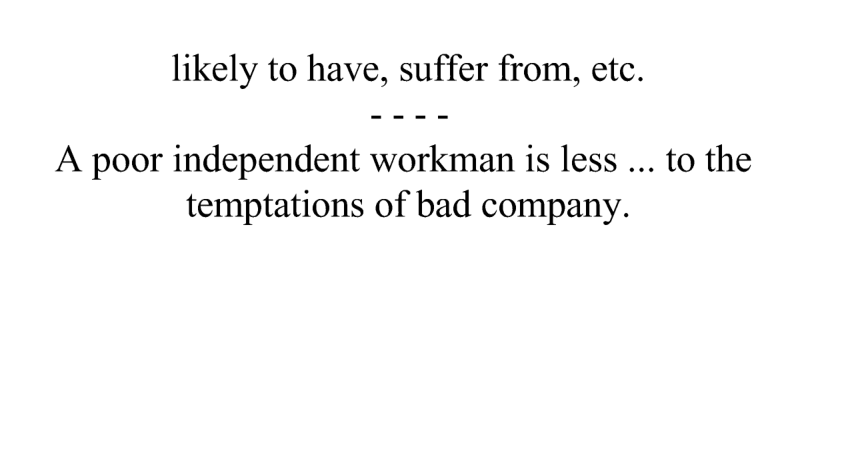 likely to have, suffer from, etc.
- - - -
A poor independent workman is less ... to the
temptations of bad company.